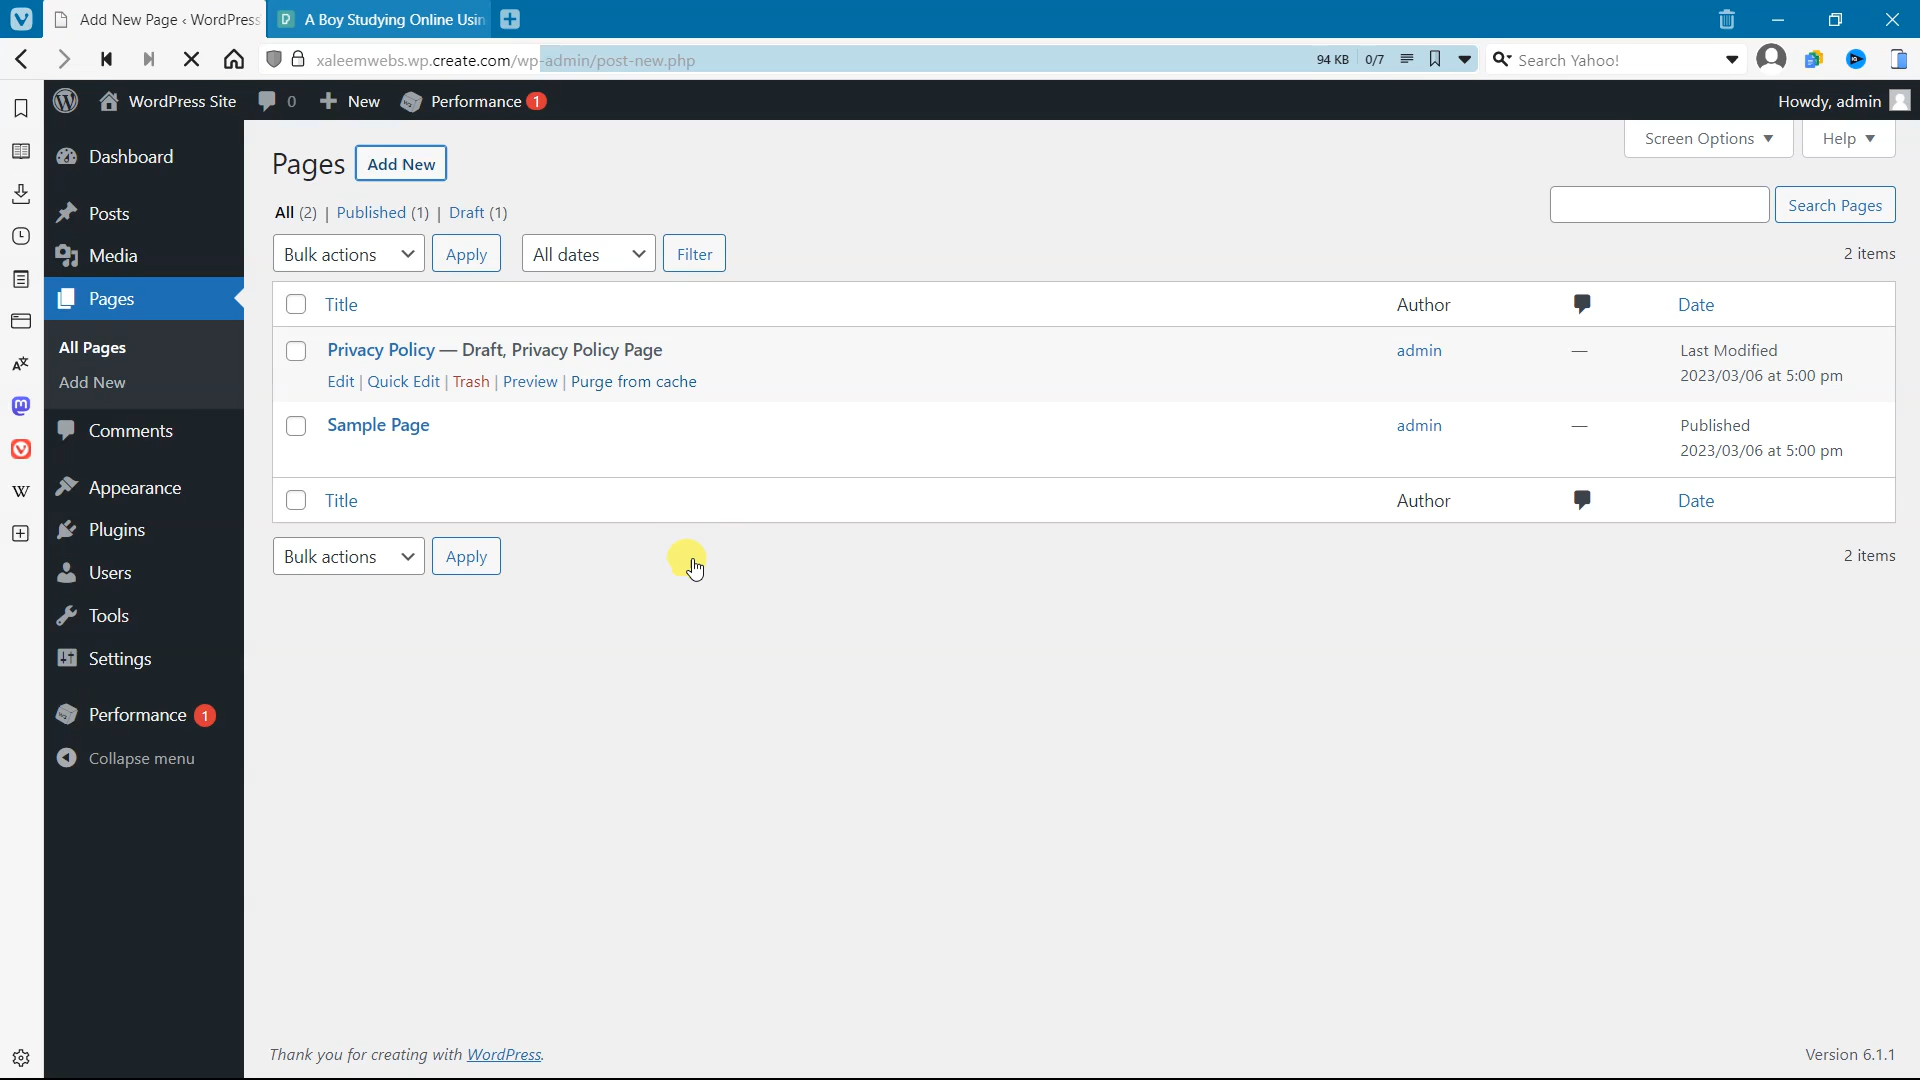 Add New Page ‹ WordPress
A Boy Studying Online Usin
xaleemwebs.wp.create.com/wp-admin/post-new.php
94 KB 0/7
Search Yahoo!
WordPress Site 0 New Performance 1
Howdy, admin
Screen Options Help
Dashboard
Posts
Media
Pages
All Pages
Add New
Comments
Appearance
Plugins
Users
Tools
Settings
Performance 1
Collapse menu
Pages Add New
All (2) | Published (1) | Draft (1)
Search Pages
Bulk actions Apply All dates Filter
2 items
Title Author Date
Privacy Policy — Draft, Privacy Policy Page admin — Last Modified
2023/03/06 at 5:00 pm
Edit | Quick Edit | Trash | Preview | Purge from cache
Sample Page admin — Published
2023/03/06 at 5:00 pm
Title Author Date
Bulk actions Apply
2 items
Thank you for creating with WordPress.
Version 6.1.1